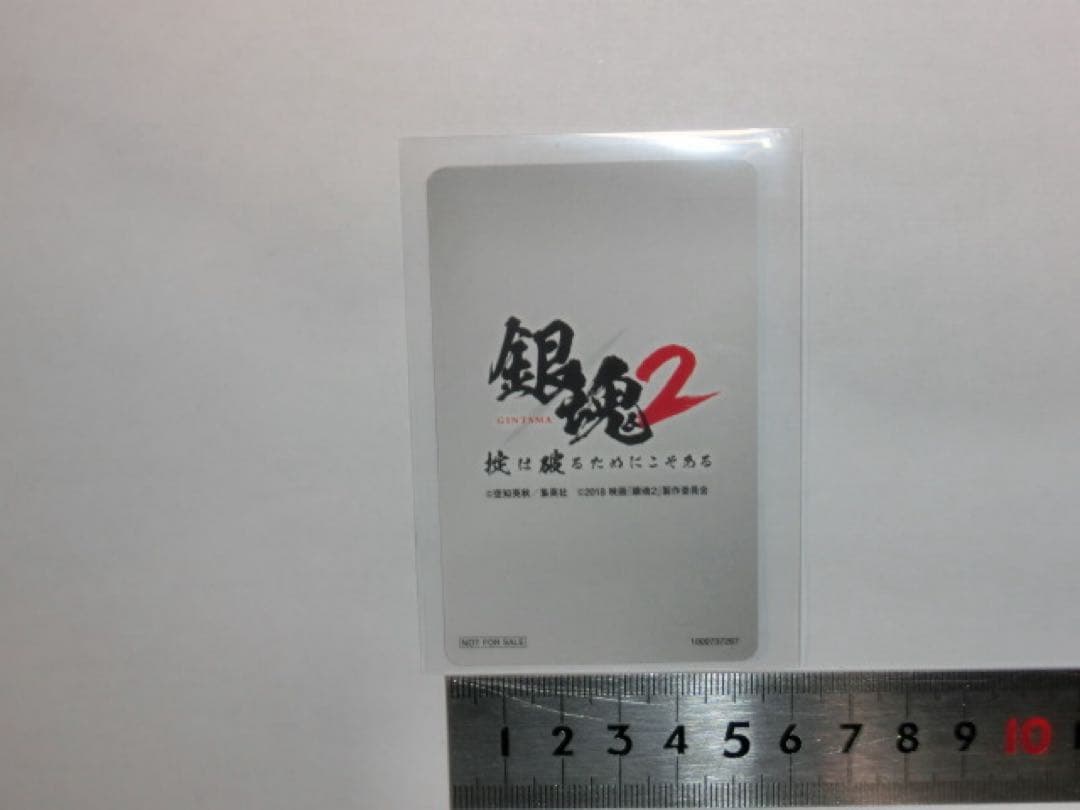 銀魂2
GINTAMA
掟は破るためにこそある
©空知英秋/集英社 ©2018 映画「銀魂2」製作委員会
NOT FOR SALE
1 2 3 4 5 6 7 8 9 10